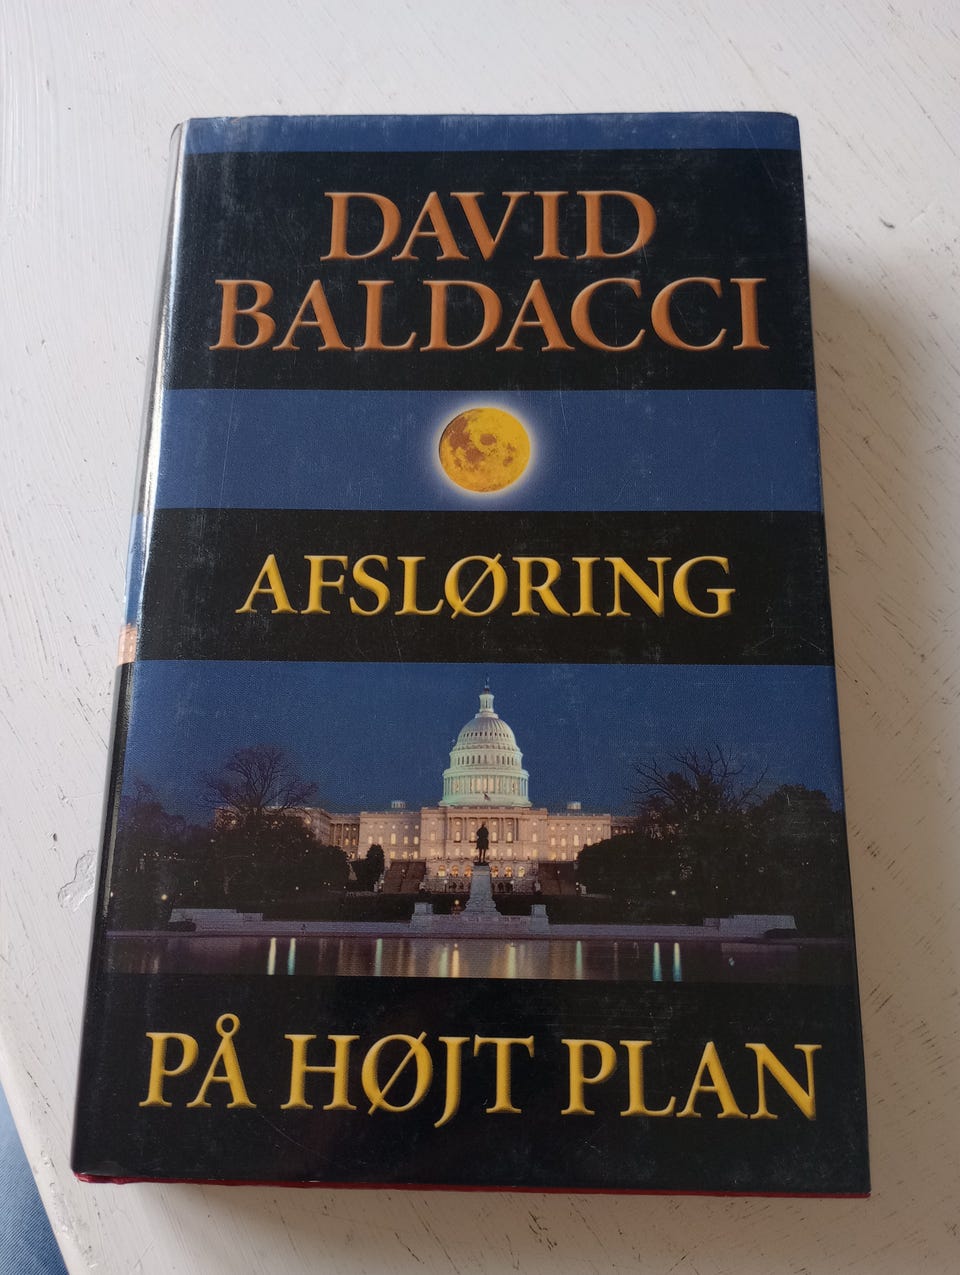 DAVID
BALDACCI
AFSLØRING
PÅ HØJT PLAN